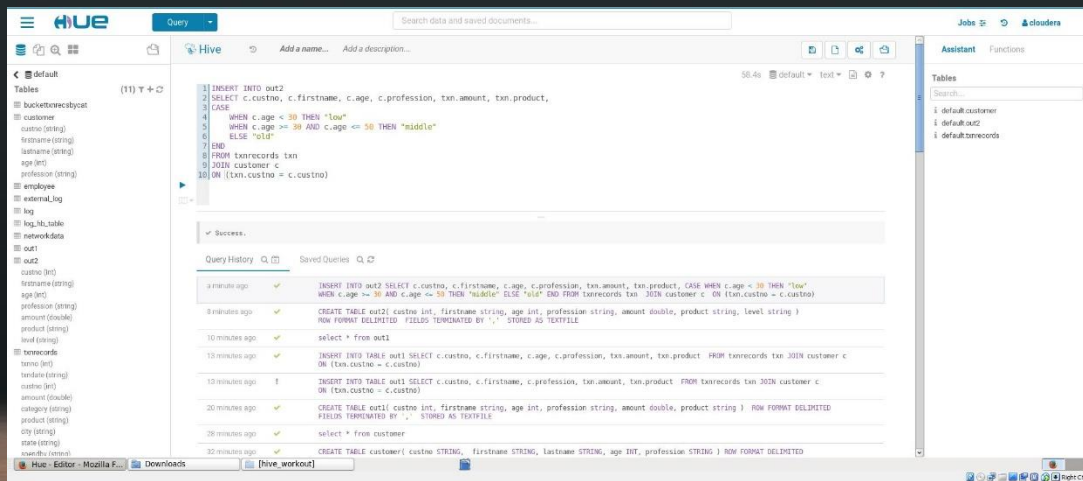 HUE
Query
Search data and saved documents...
Jobs
cloudera
Hive
Add a name...
Add a description...
Assistant
Functions
default
Tables
(11)
buckettxnrecsbycat
customer
custno (string)
firstname (string)
lastname (string)
age (int)
profession (string)
employee
external_log
log
log_hb_table
networkdata
out1
out2
custno (int)
firstname (string)
age (int)
profession (string)
amount (double)
product (string)
level (string)
txnrecords
txnno (int)
txndate (string)
custno (int)
amount (double)
category (string)
product (string)
city (string)
state (string)
spendby (string)
58.4s default text ?
1 INSERT INTO out2
2 SELECT c.custno, c.firstname, c.age, c.profession, txn.amount, txn.product,
3 CASE
4 WHEN c.age < 30 THEN "low"
5 WHEN c.age >= 30 AND c.age <= 50 THEN "middle"
6 ELSE "old"
7 END
8 FROM txnrecords txn
9 JOIN customer c
10 ON (txn.custno = c.custno)
Success.
Query History
Saved Queries
a minute ago
INSERT INTO out2 SELECT c.custno, c.firstname, c.age, c.profession, txn.amount, txn.product, CASE WHEN c.age < 30 THEN "low"
WHEN c.age >= 30 AND c.age <= 50 THEN "middle" ELSE "old" END FROM txnrecords txn JOIN customer c ON (txn.custno = c.custno)
8 minutes ago
CREATE TABLE out2( custno int, firstname string, age int, profession string, amount double, product string, level string )
ROW FORMAT DELIMITED FIELDS TERMINATED BY ',' STORED AS TEXTFILE
10 minutes ago
select * from out1
13 minutes ago
INSERT INTO TABLE out1 SELECT c.custno, c.firstname, c.age, c.profession, txn.amount, txn.product FROM txnrecords txn JOIN customer c
ON (txn.custno = c.custno)
13 minutes ago
!
INSERT INTO TABLE out1 SELECT c.custno, c.firstname, c.profession, txn.amount, txn.product FROM txnrecords txn JOIN customer c
ON (txn.custno = c.custno)
20 minutes ago
CREATE TABLE out1( custno int, firstname string, age int, profession string, amount double, product string ) ROW FORMAT DELIMITED
FIELDS TERMINATED BY ',' STORED AS TEXTFILE
28 minutes ago
select * from customer
32 minutes ago
CREATE TABLE customer( custno STRING, firstname STRING, lastname STRING, age INT, profession STRING ) ROW FORMAT DELIMITED
Tables
Search...
default.customer
default.out2
default.txnrecords
Hue - Editor - Mozilla F...
Downloads
[hive_workout]